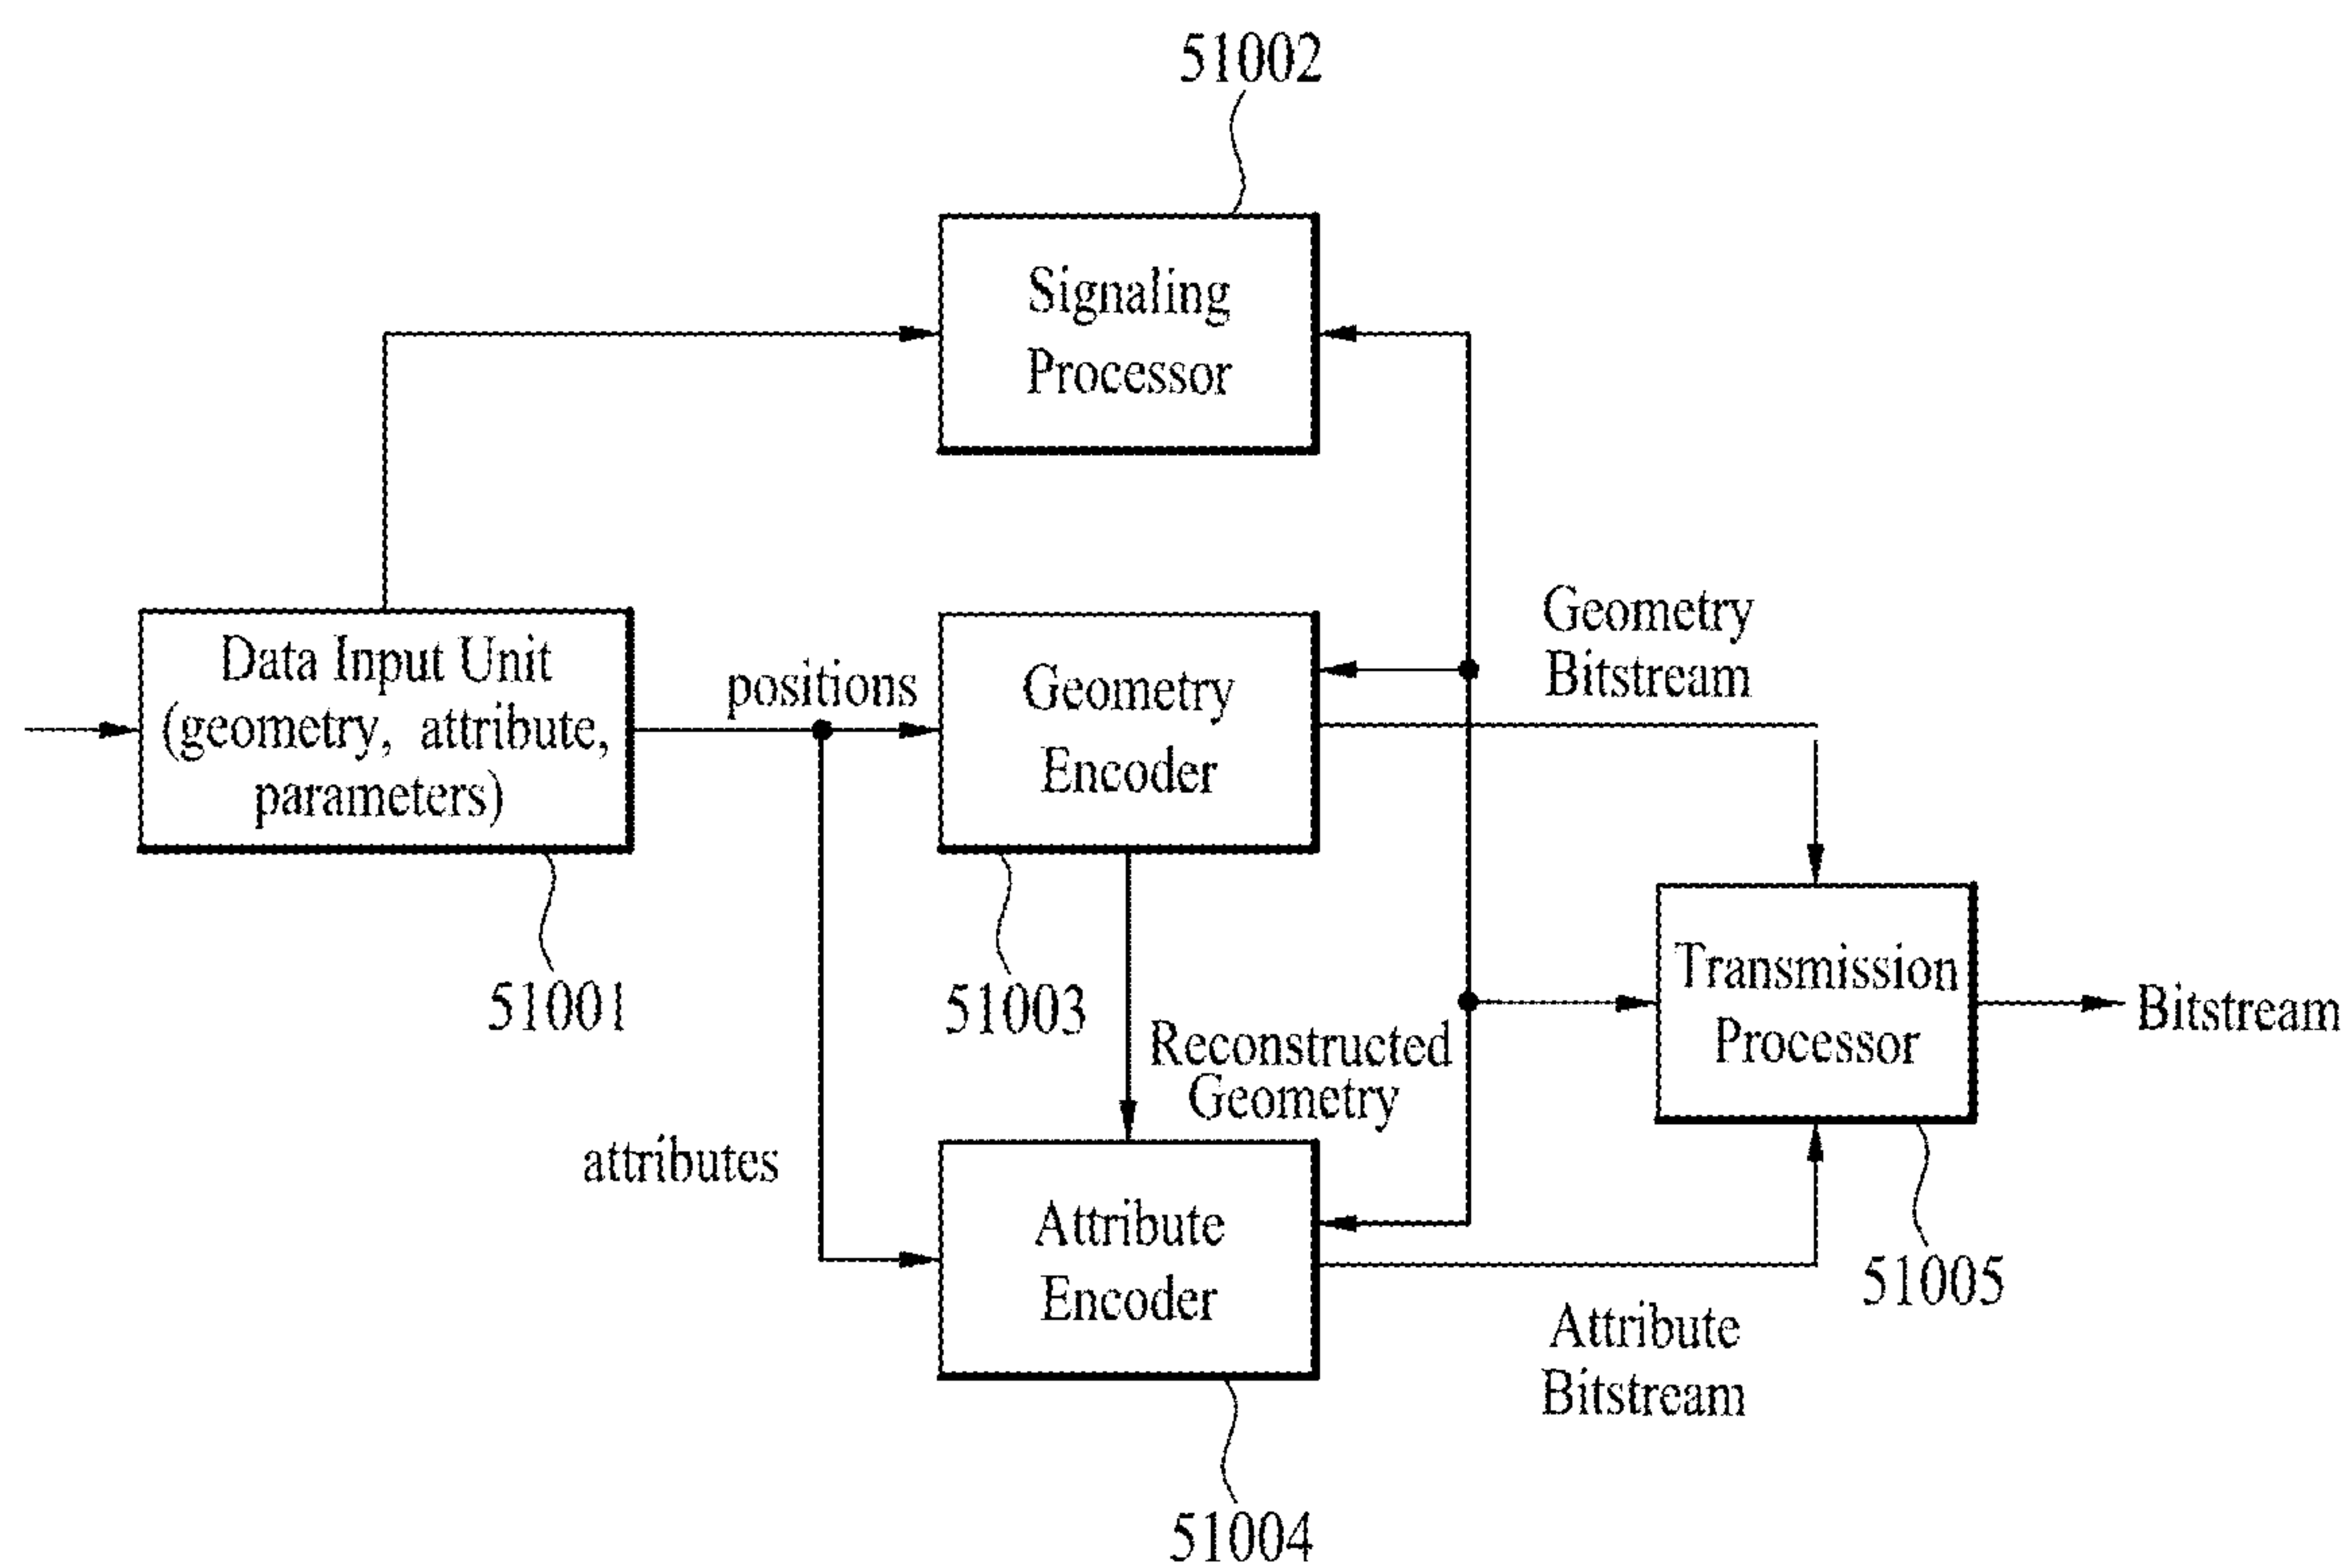 51002
Signaling
Processor
Data Input Unit
(geometry, attribute,
parameters)
51001
positions
Geometry
Encoder
51003
Geometry
Bitstream
Reconstructed
Geometry
attributes
Attribute
Encoder
51004
Transmission
Processor
51005
Bitstream
Attribute
Bitstream